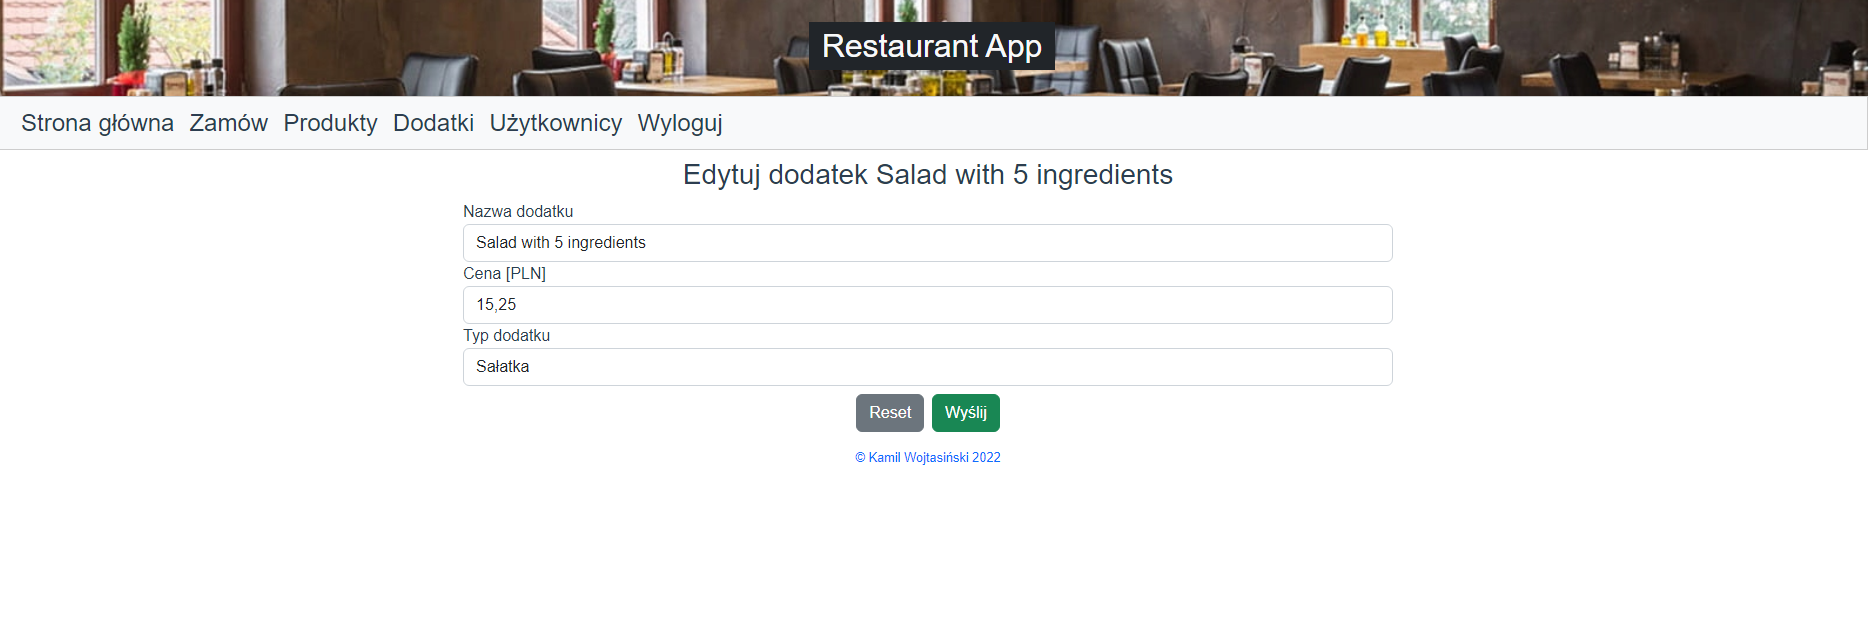 Restaurant App
Strona główna Zamów Produkty Dodatki Użytkownicy Wyloguj
Edytuj dodatek Salad with 5 ingredients
Nazwa dodatku
Salad with 5 ingredients
Cena [PLN]
15,25
Typ dodatku
Sałatka
Reset Wyślij
© Kamil Wojtasiński 2022